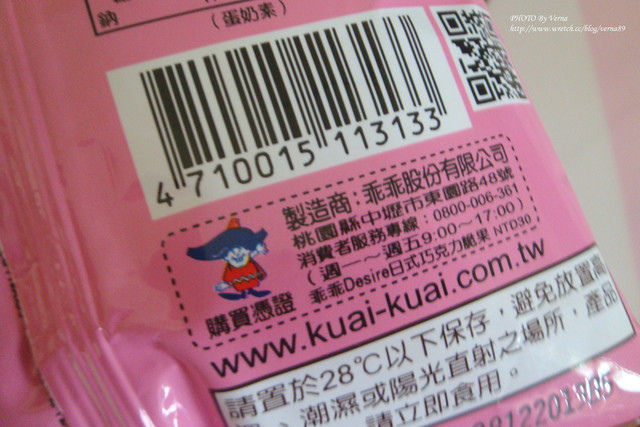 PHOTO By Verna
http://www.wretch.cc/blog/verna89
鈉
(蛋奶素)
4 710015 113133
製造商:乖乖股份有限公司
桃園縣中壢市東園路48號
消費者服務專線:0800-006-361
(週一~週五9:00~17:00)
乖乖Desire日式巧克力脆果 NTD30
購買憑證
www.kuai-kuai.com.tw
請置於28℃以下保存,避免放置高
、潮濕或陽光直射之場所,產品
請立即食用。